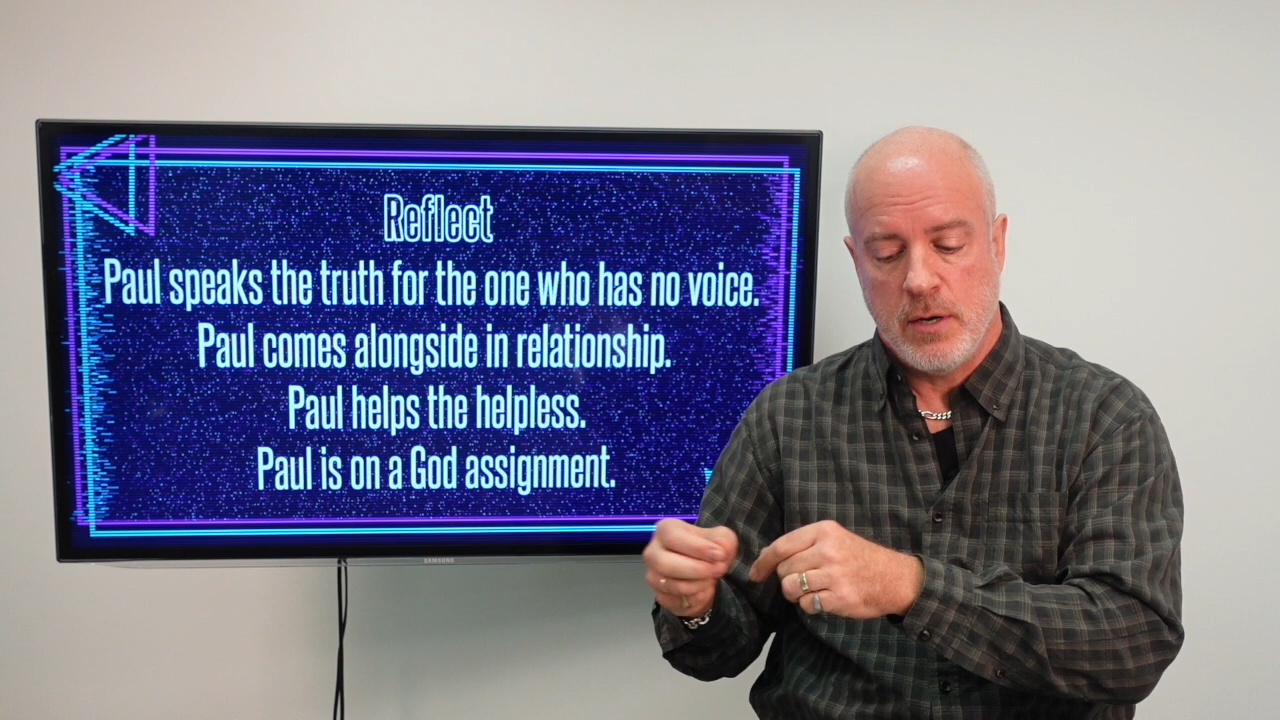 Reflect
Paul speaks the truth for the one who has no voice.
Paul comes alongside in relationship.
Paul helps the helpless.
Paul is on a God assignment.
SAMSUNG